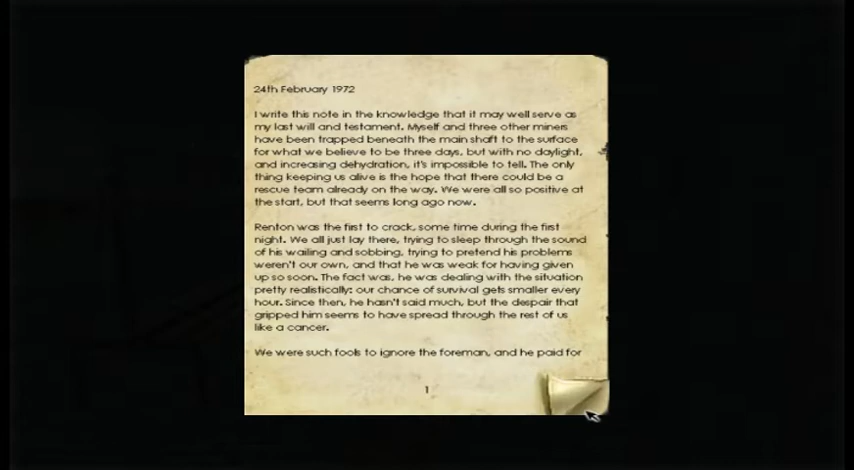 24th February 1972
I write this note in the knowledge that it may well serve as
my last will and testament. Myself and three other miners
have been trapped beneath the main shaft to the surface
for what we believe to be three days, but with no daylight,
and increasing dehydration, it's impossible to tell. The only
thing keeping us alive is the hope that there could be a
rescue team already on the way. We were all so positive at
the start, but that seems long ago now.
Renton was the first to crack, some time during the first
night. We all just lay there, trying to sleep through the sound
of his wailing and sobbing, trying to pretend his problems
weren't our own, and that he was weak for having given
up so soon. The fact was, he was dealing with the situation
pretty realistically: our chance of survival gets smaller every
hour. Since then, he hasn't said much, but the despair that
gripped him seems to have spread through the rest of us
like a cancer.
We were such fools to ignore the foreman, and he paid for
1